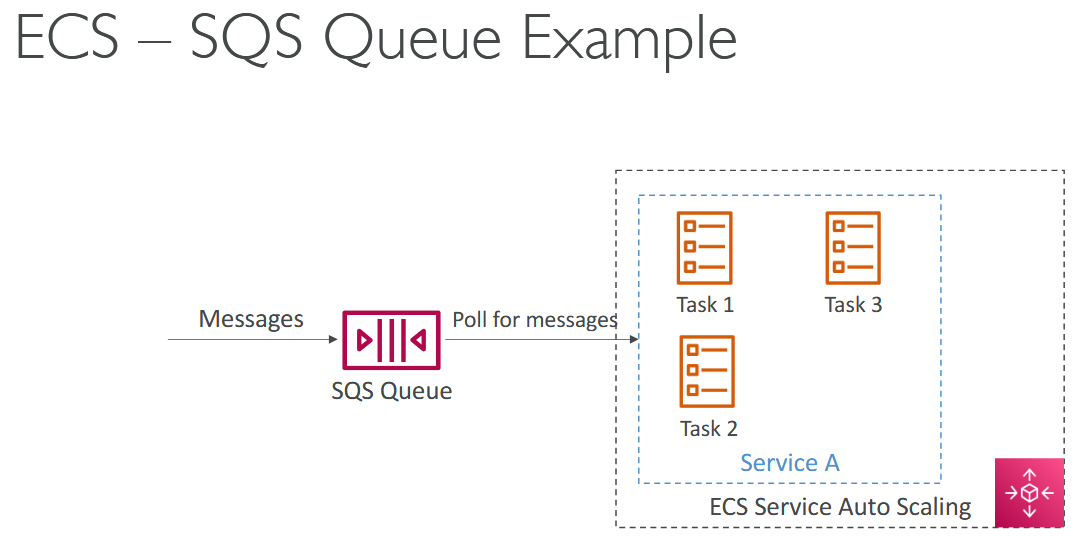 ECS – SQS Queue Example
Messages
SQS Queue
Poll for messages
Task 1
Task 3
Task 2
Service A
ECS Service Auto Scaling